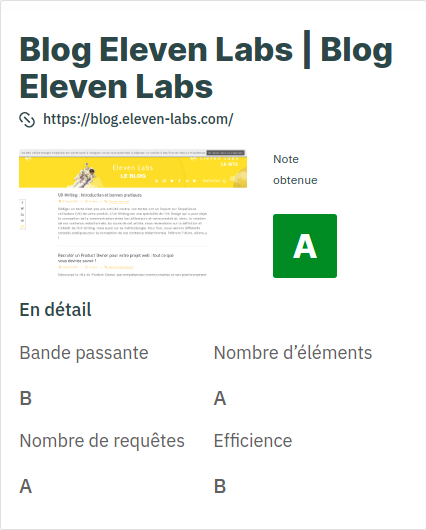 Blog Eleven Labs | Blog
Eleven Labs
https://blog.eleven-labs.com/
Eleven Labs
LE BLOG
UX-Writing : Introduction et bonnes pratiques
Recruter un Product Owner pour votre projet web : tout ce que
vous devez savoir !
Note
obtenue
A
En détail
Bande passante
Nombre d’éléments
B
A
Nombre de requêtes
Efficience
A
B